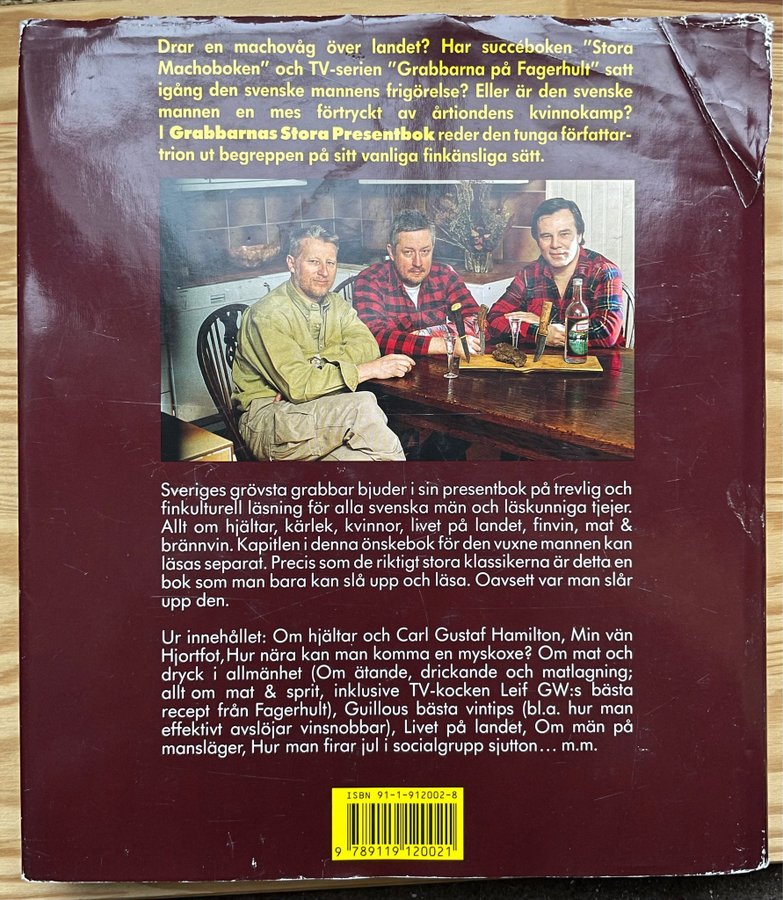 Drar en machovåg över landet? Har succéboken ”Stora
Machoboken” och TV-serien ”Grabbarna på Fagerhult” satt
igång den svenske mannens frigörelse? Eller är den svenske
mannen en mes förtryckt av årtiondens kvinnokamp?
I Grabbarnas Stora Presentbok reder den tunga författar-
trion ut begreppen på sitt vanliga finkänsliga sätt.
Sveriges grövsta grabbar bjuder i sin presentbok på trevlig och
finkulturell läsning för alla svenska män och läskunniga tjejer.
Allt om hjältar, kärlek, kvinnor, livet på landet, finvin, mat &
brännvin. Kapitlen i denna önskebok för den vuxne mannen kan
läsas separat. Precis som de riktigt stora klassikerna är detta en
bok som man bara kan slå upp och läsa. Oavsett var man slår
upp den.
Ur innehållet: Om hjältar och Carl Gustaf Hamilton, Min vän
Hjortfot, Hur nära kan man komma en myskoxe? Om mat och
dryck i allmänhet (Om ätande, drickande och matlagning;
allt om mat & sprit, inklusive TV-kocken Leif GW:s bästa
recept från Fagerhult), Guillous bästa vintips (bl.a. hur man
effektivt avslöjar vinsnobbar), Livet på landet, Om män på
mansläger, Hur man firar jul i socialgrupp sjutton... m.m.
ISBN 91-1-912002-8
9 789119 120021